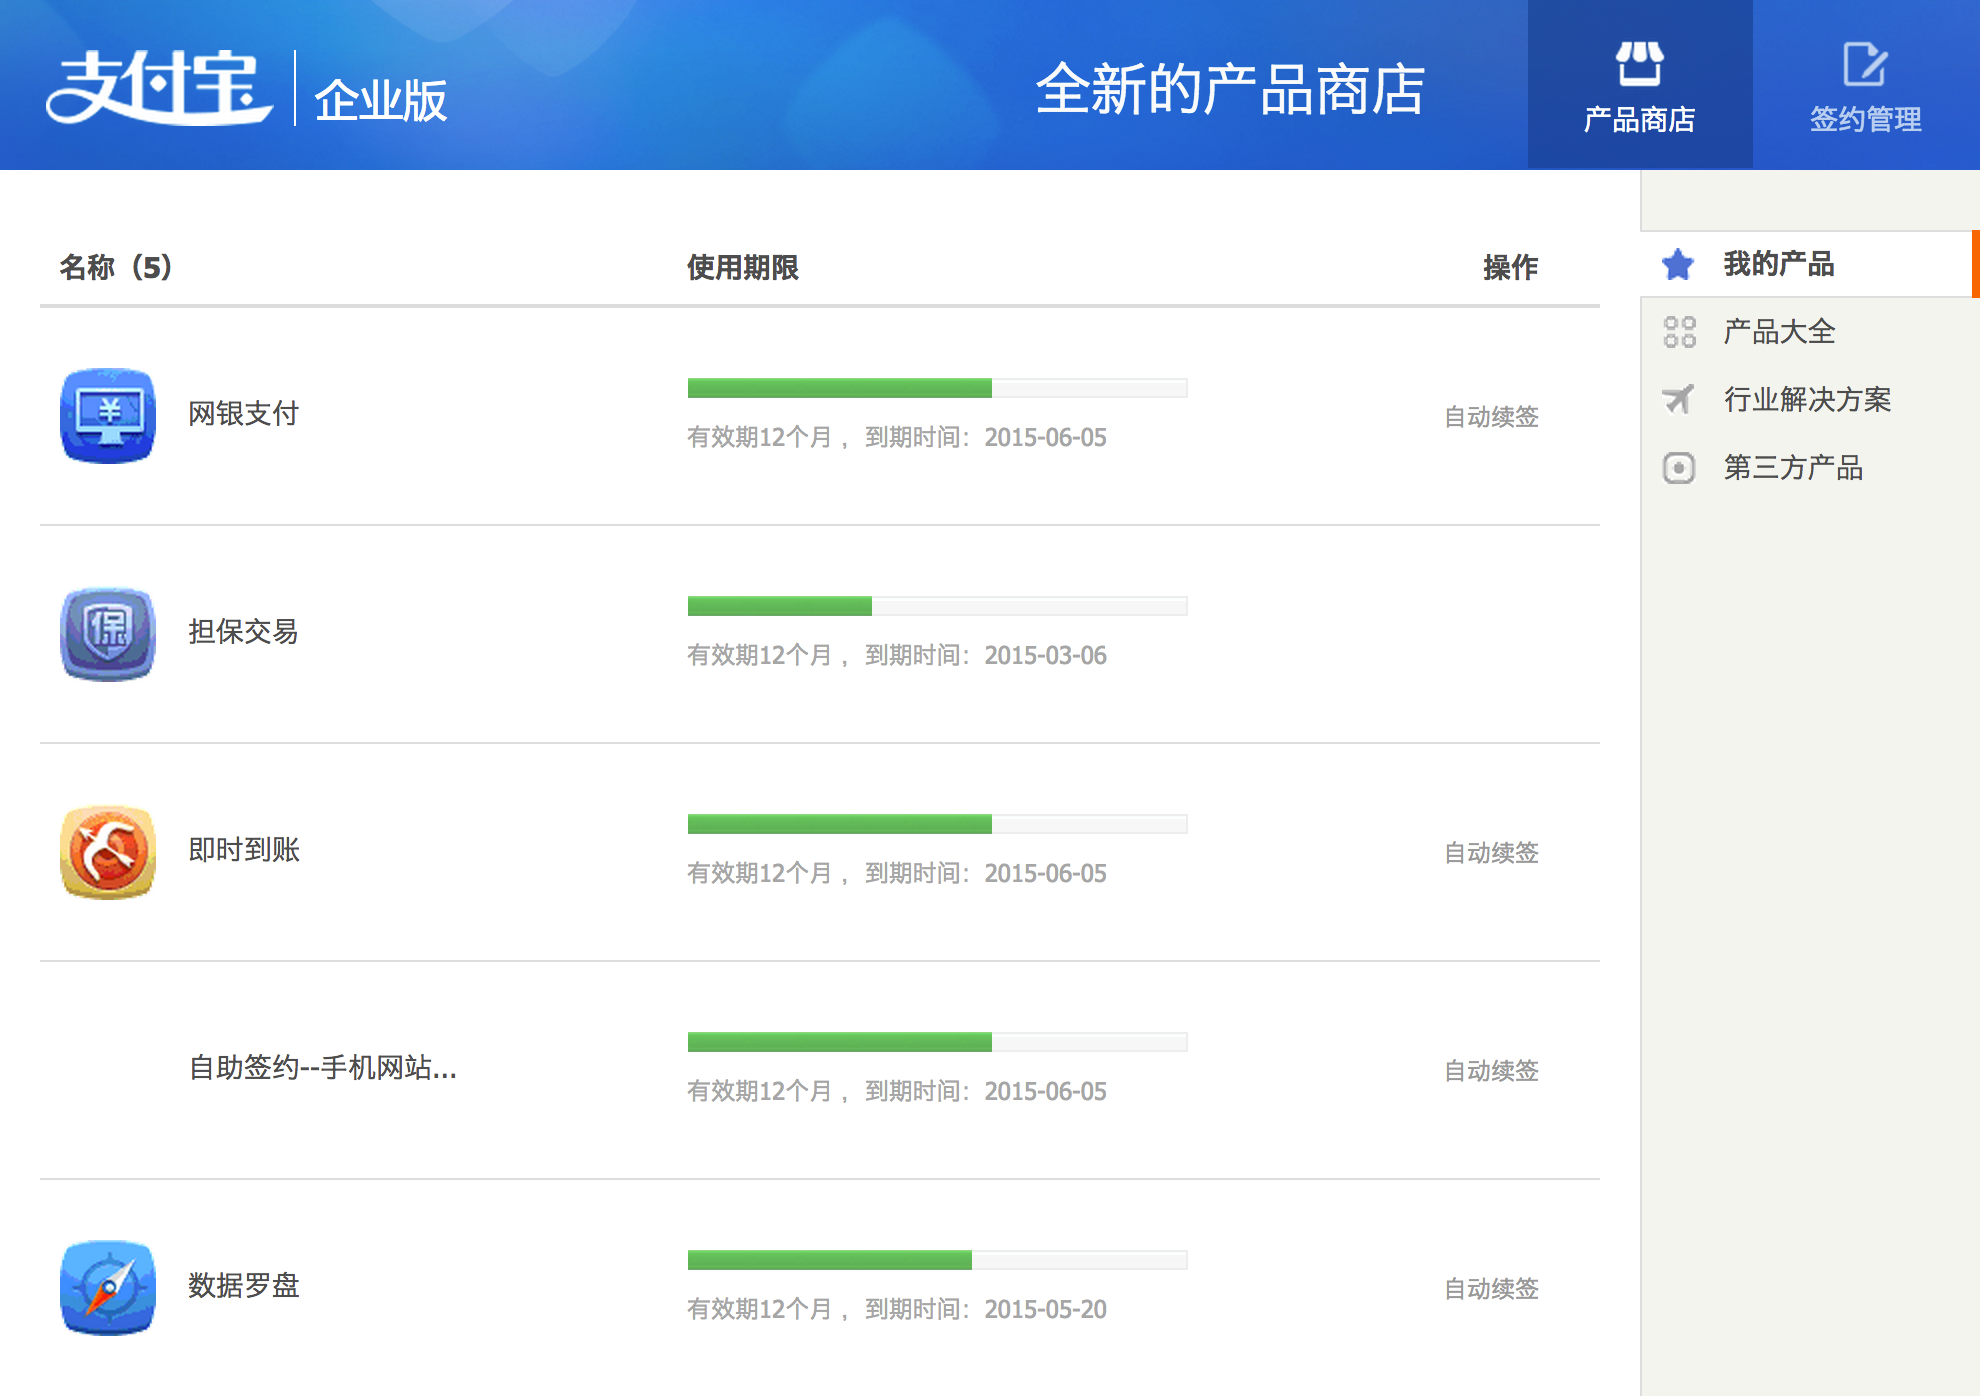 支付宝 企业版
全新的产品商店
产品商店
签约管理
名称（5） 使用期限 操作
网银支付
有效期12个月， 到期时间：2015-06-05
自动续签
保
担保交易
有效期12个月， 到期时间：2015-03-06
即时到账
有效期12个月， 到期时间：2015-06-05
自动续签
自助签约--手机网站...
有效期12个月， 到期时间：2015-06-05
自动续签
数据罗盘
有效期12个月， 到期时间：2015-05-20
自动续签
我的产品
产品大全
行业解决方案
第三方产品